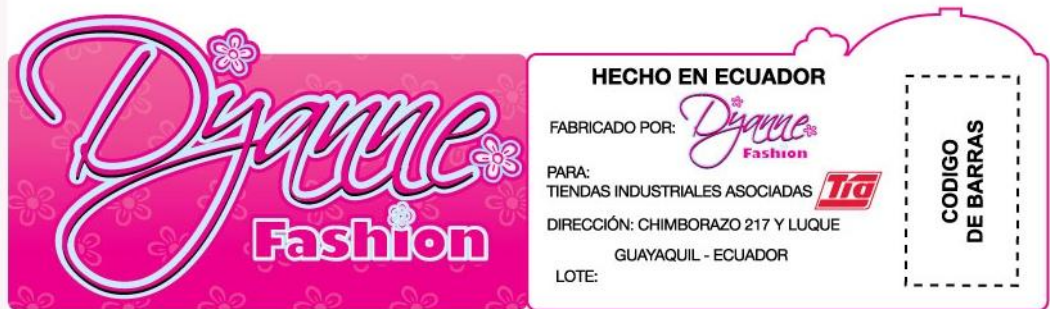 Dyanne
Fashion
HECHO EN ECUADOR
FABRICADO POR: Dyanne
Fashion
PARA:
TIENDAS INDUSTRIALES ASOCIADAS Tía
DIRECCIÓN: CHIMBORAZO 217 Y LUQUE
GUAYAQUIL - ECUADOR
LOTE:
CODIGO
DE BARRAS